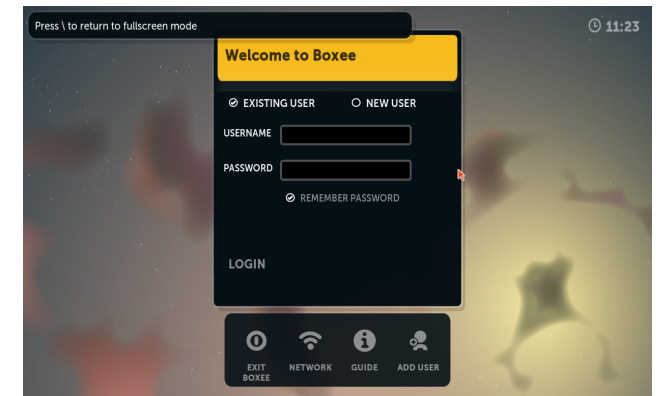 Press \ to return to fullscreen mode
11:23
Welcome to Boxee
EXISTING USER
NEW USER
USERNAME
PASSWORD
REMEMBER PASSWORD
LOGIN
EXIT BOXEE
NETWORK
GUIDE
ADD USER